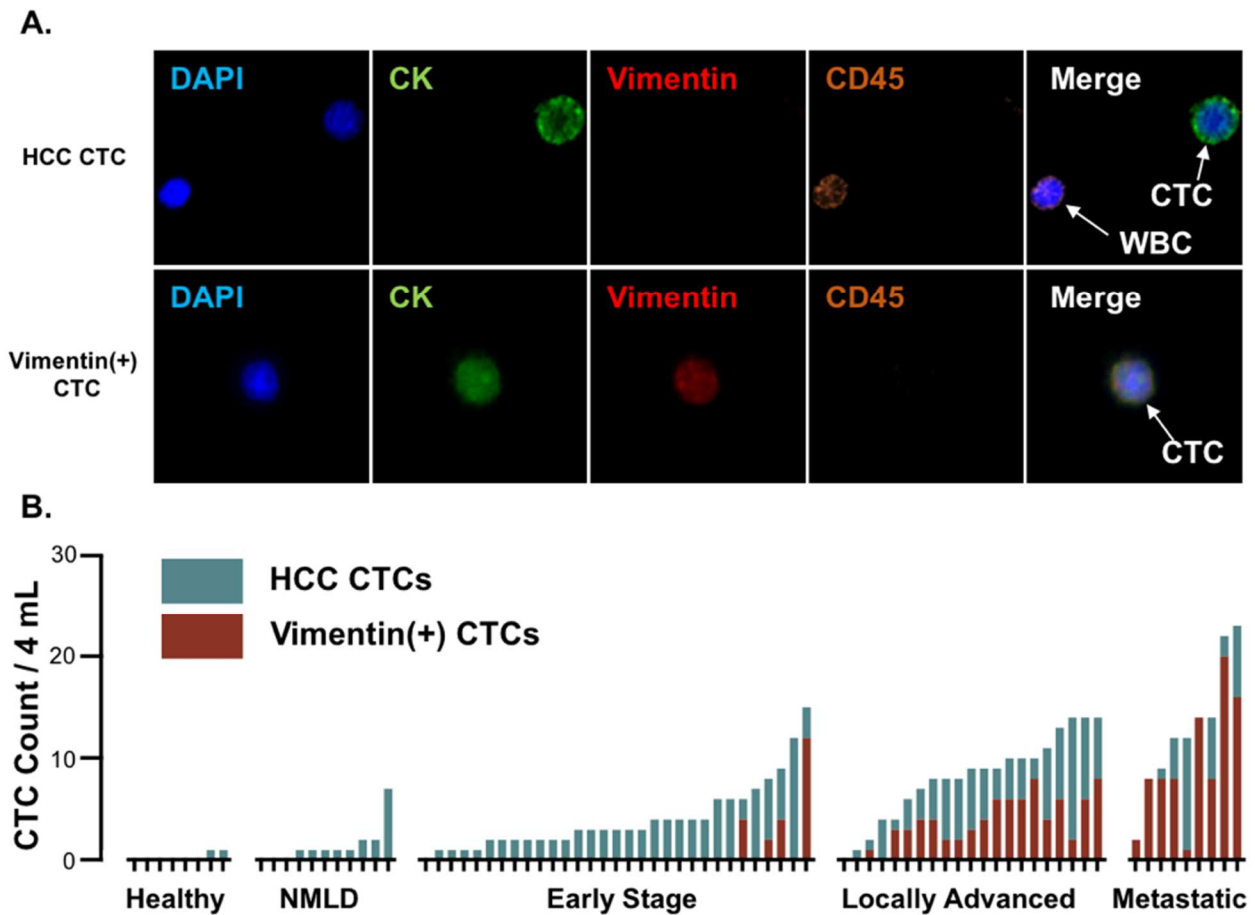 A.
DAPI CK Vimentin CD45 Merge
HCC CTC
CTC
WBC
DAPI CK Vimentin CD45 Merge
Vimentin(+)
CTC
CTC
B.
CTC Count / 4 mL
30
20
10
0
HCC CTCs
Vimentin(+) CTCs
Healthy NMLD Early Stage Locally Advanced Metastatic